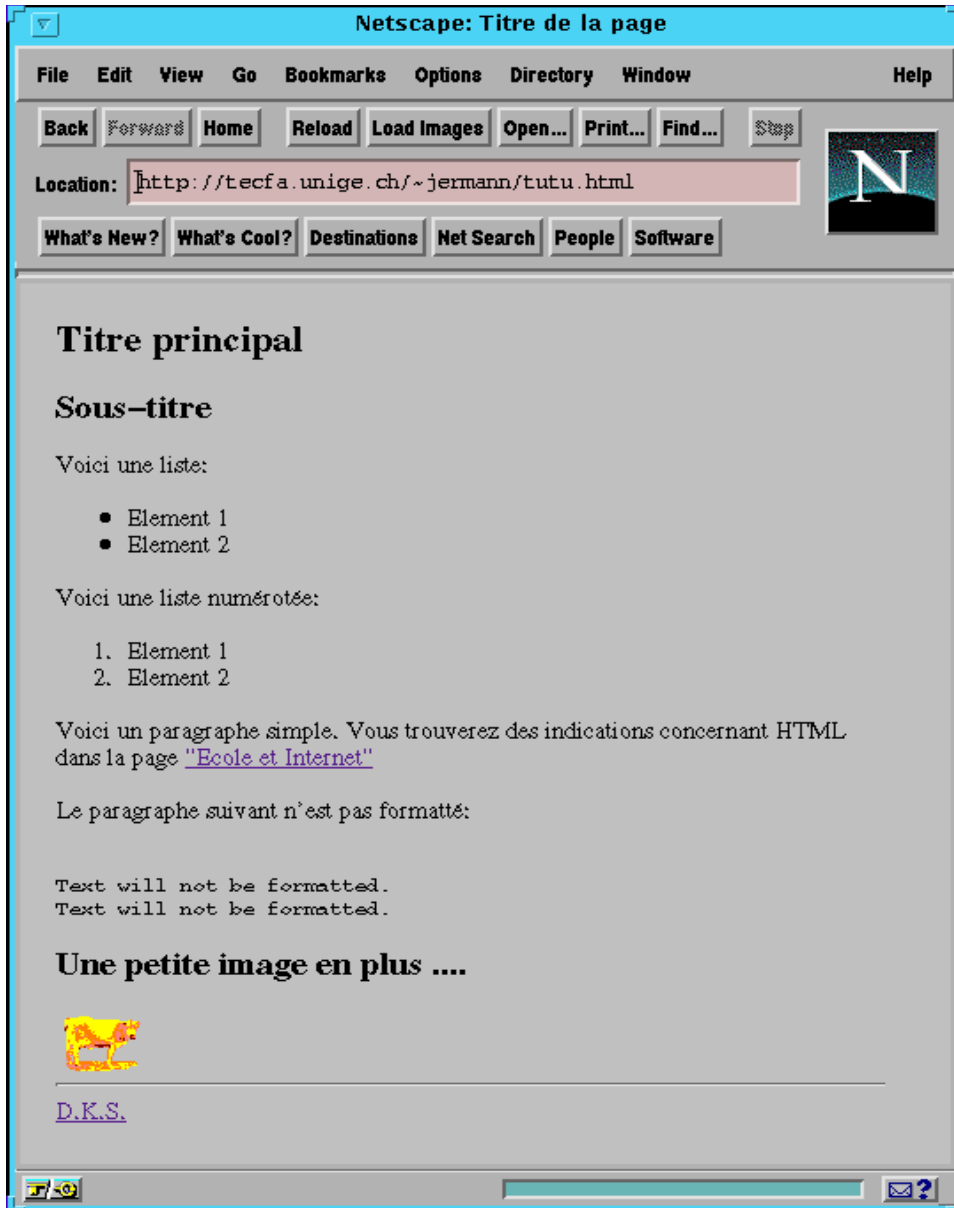 Netscape: Titre de la page
File Edit View Go Bookmarks Options Directory Window Help
Back Forward Home Reload Load Images Open... Print... Find... Stop
Location: http://tecfa.unige.ch/~jermann/tutu.html
N
What's New? What's Cool? Destinations Net Search People Software
Titre principal
Sous-titre
Voici une liste:
• Element 1
• Element 2
Voici une liste numérotée:
1. Element 1
2. Element 2
Voici un paragraphe simple. Vous trouverez des indications concernant HTML
dans la page "Ecole et Internet"
Le paragraphe suivant n'est pas formatté:
Text will not be formatted.
Text will not be formatted.
Une petite image en plus ....
D.K.S.
?